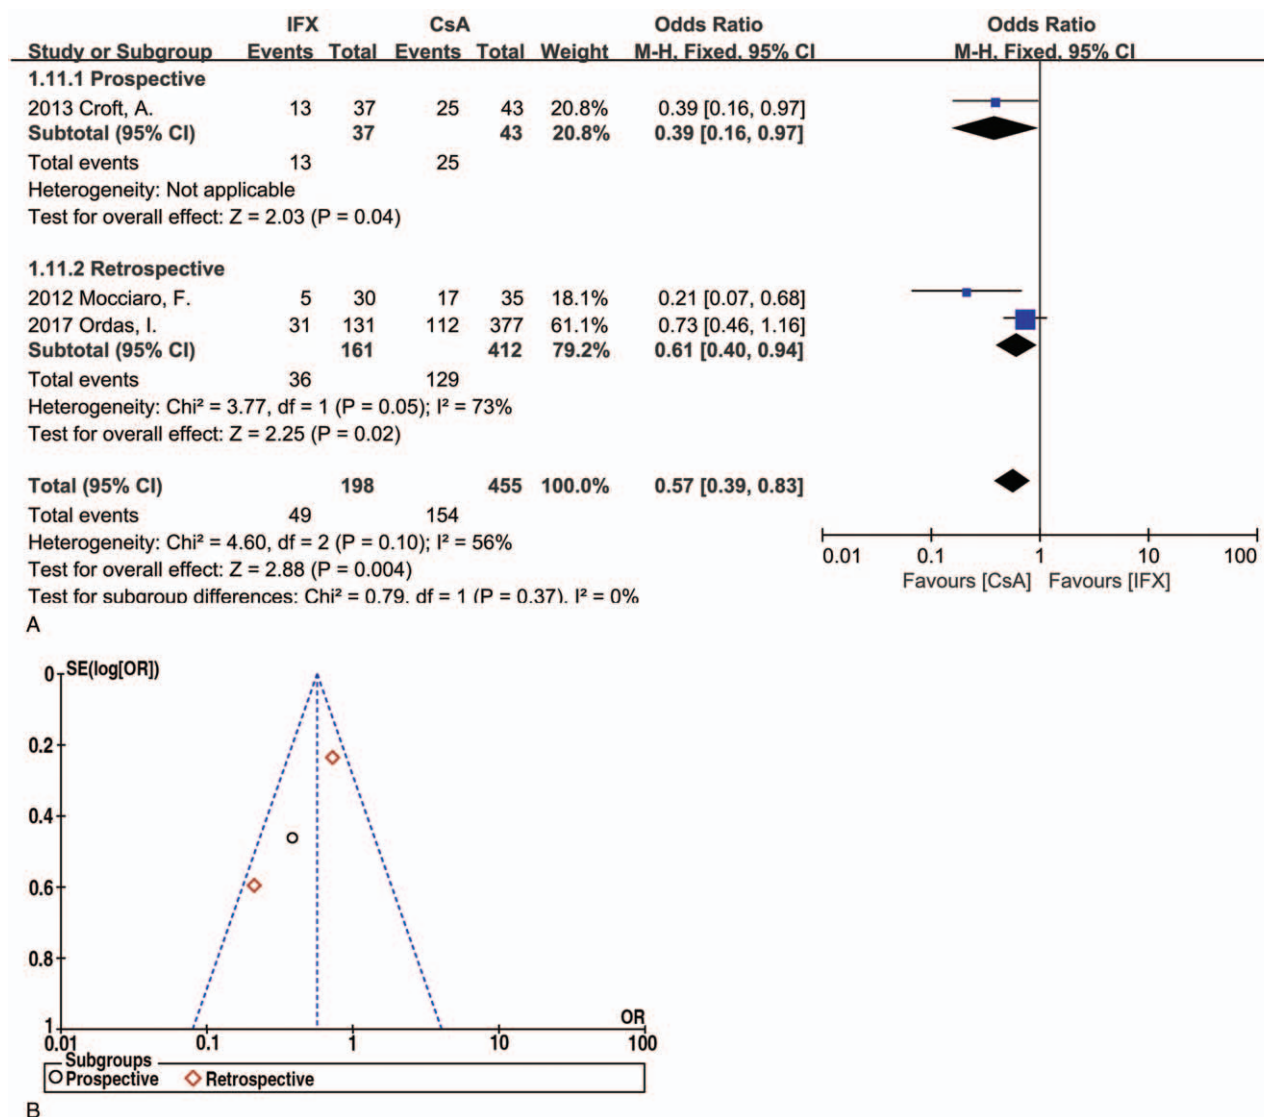 IFX CsA Odds Ratio Odds Ratio
Study or Subgroup Events Total Events Total Weight M-H, Fixed, 95% CI M-H, Fixed, 95% CI
1.11.1 Prospective
2013 Croft, A. 13 37 25 43 20.8% 0.39 [0.16, 0.97]
Subtotal (95% CI) 37 43 20.8% 0.39 [0.16, 0.97]
Total events 13 25
Heterogeneity: Not applicable
Test for overall effect: Z = 2.03 (P = 0.04)
1.11.2 Retrospective
2012 Mocciaro, F. 5 30 17 35 18.1% 0.21 [0.07, 0.68]
2017 Ordas, I. 31 131 112 377 61.1% 0.73 [0.46, 1.16]
Subtotal (95% CI) 161 412 79.2% 0.61 [0.40, 0.94]
Total events 36 129
Heterogeneity: Chi² = 3.77, df = 1 (P = 0.05); I² = 73%
Test for overall effect: Z = 2.25 (P = 0.02)
Total (95% CI) 198 455 100.0% 0.57 [0.39, 0.83]
Total events 49 154
Heterogeneity: Chi² = 4.60, df = 2 (P = 0.10); I² = 56%
Test for overall effect: Z = 2.88 (P = 0.004)
Test for subgroup differences: Chi² = 0.79, df = 1 (P = 0.37), I² = 0%
0.01 0.1 1 10 100
Favours [CsA] Favours [IFX]
A
SE(log[OR])
0
0.2
0.4
0.6
0.8
1
OR
0.01 0.1 1 10 100
Subgroups
Prospective Retrospective
B